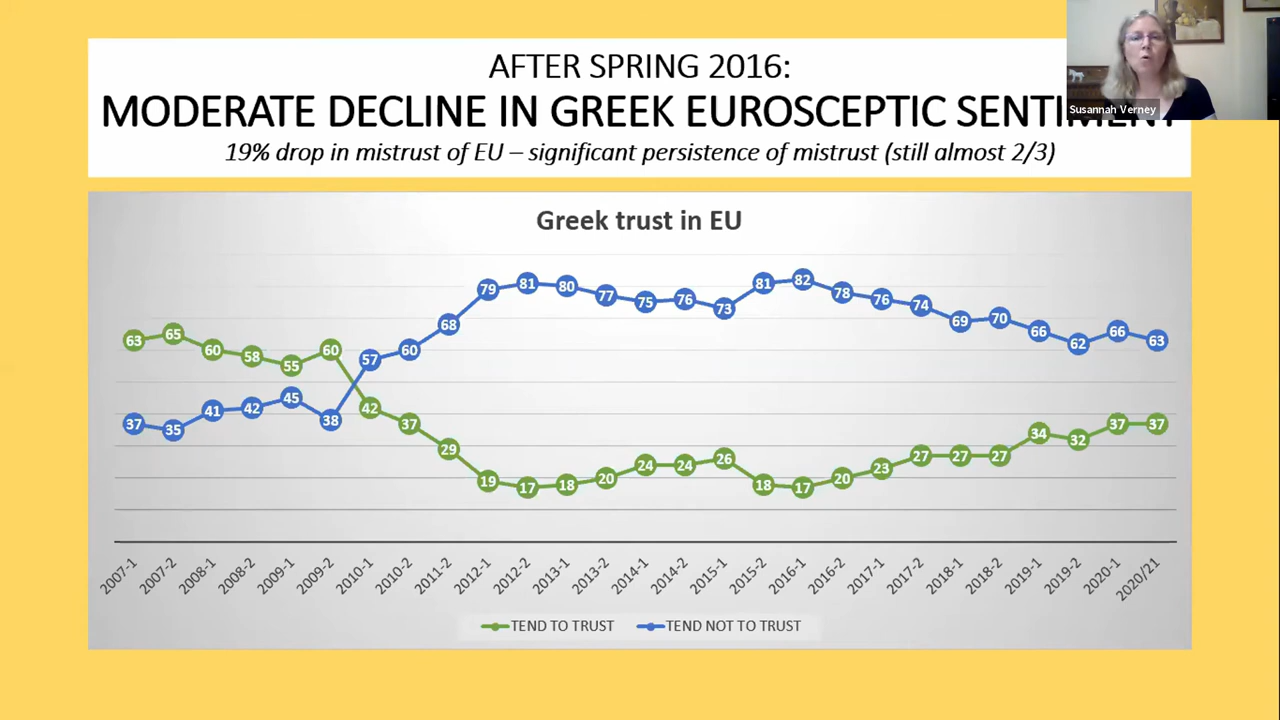 AFTER SPRING 2016:
MODERATE DECLINE IN GREEK EUROSCEPTIC SENTIMENT
19% drop in mistrust of EU – significant persistence of mistrust (still almost 2/3)
Susannah Verney
Greek trust in EU
79 81 80 77 75 76 73 81 82 78 76 74 69 70 66 62 66 63
63 65 60 58 55 60 57 60 68
37 35 41 42 45 38 42 37 29
19 17 18 20 24 24 26 18 17 20 23 27 27 27 34 32 37 37
2007-1 2007-2 2008-1 2008-2 2009-1 2009-2 2010-1 2010-2 2011-2 2012-1 2012-2 2013-1 2013-2 2014-1 2014-2 2015-1 2015-2 2016-1 2016-2 2017-1 2017-2 2018-1 2018-2 2019-1 2019-2 2020-1 2020/21
TEND TO TRUST TEND NOT TO TRUST